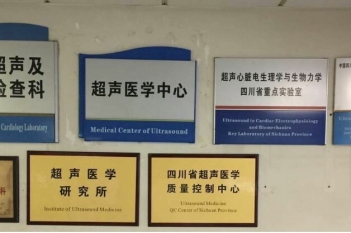 超声及
检查科
Cardiology Laboratory
超声医学中心
Medical Center of Ultrasound
超声心脏电生理学与生物力学
四川省重点实验室
Ultrasound in Cardiac Electrophysiology
and Biomechanics
Key Laboratory of Sichuan Province
超声医学
研究所
Institute of Ultrasound Medicine
四川省超声医学
质量控制中心
Ultrasound Medicine
QC Center of Sichuan Province